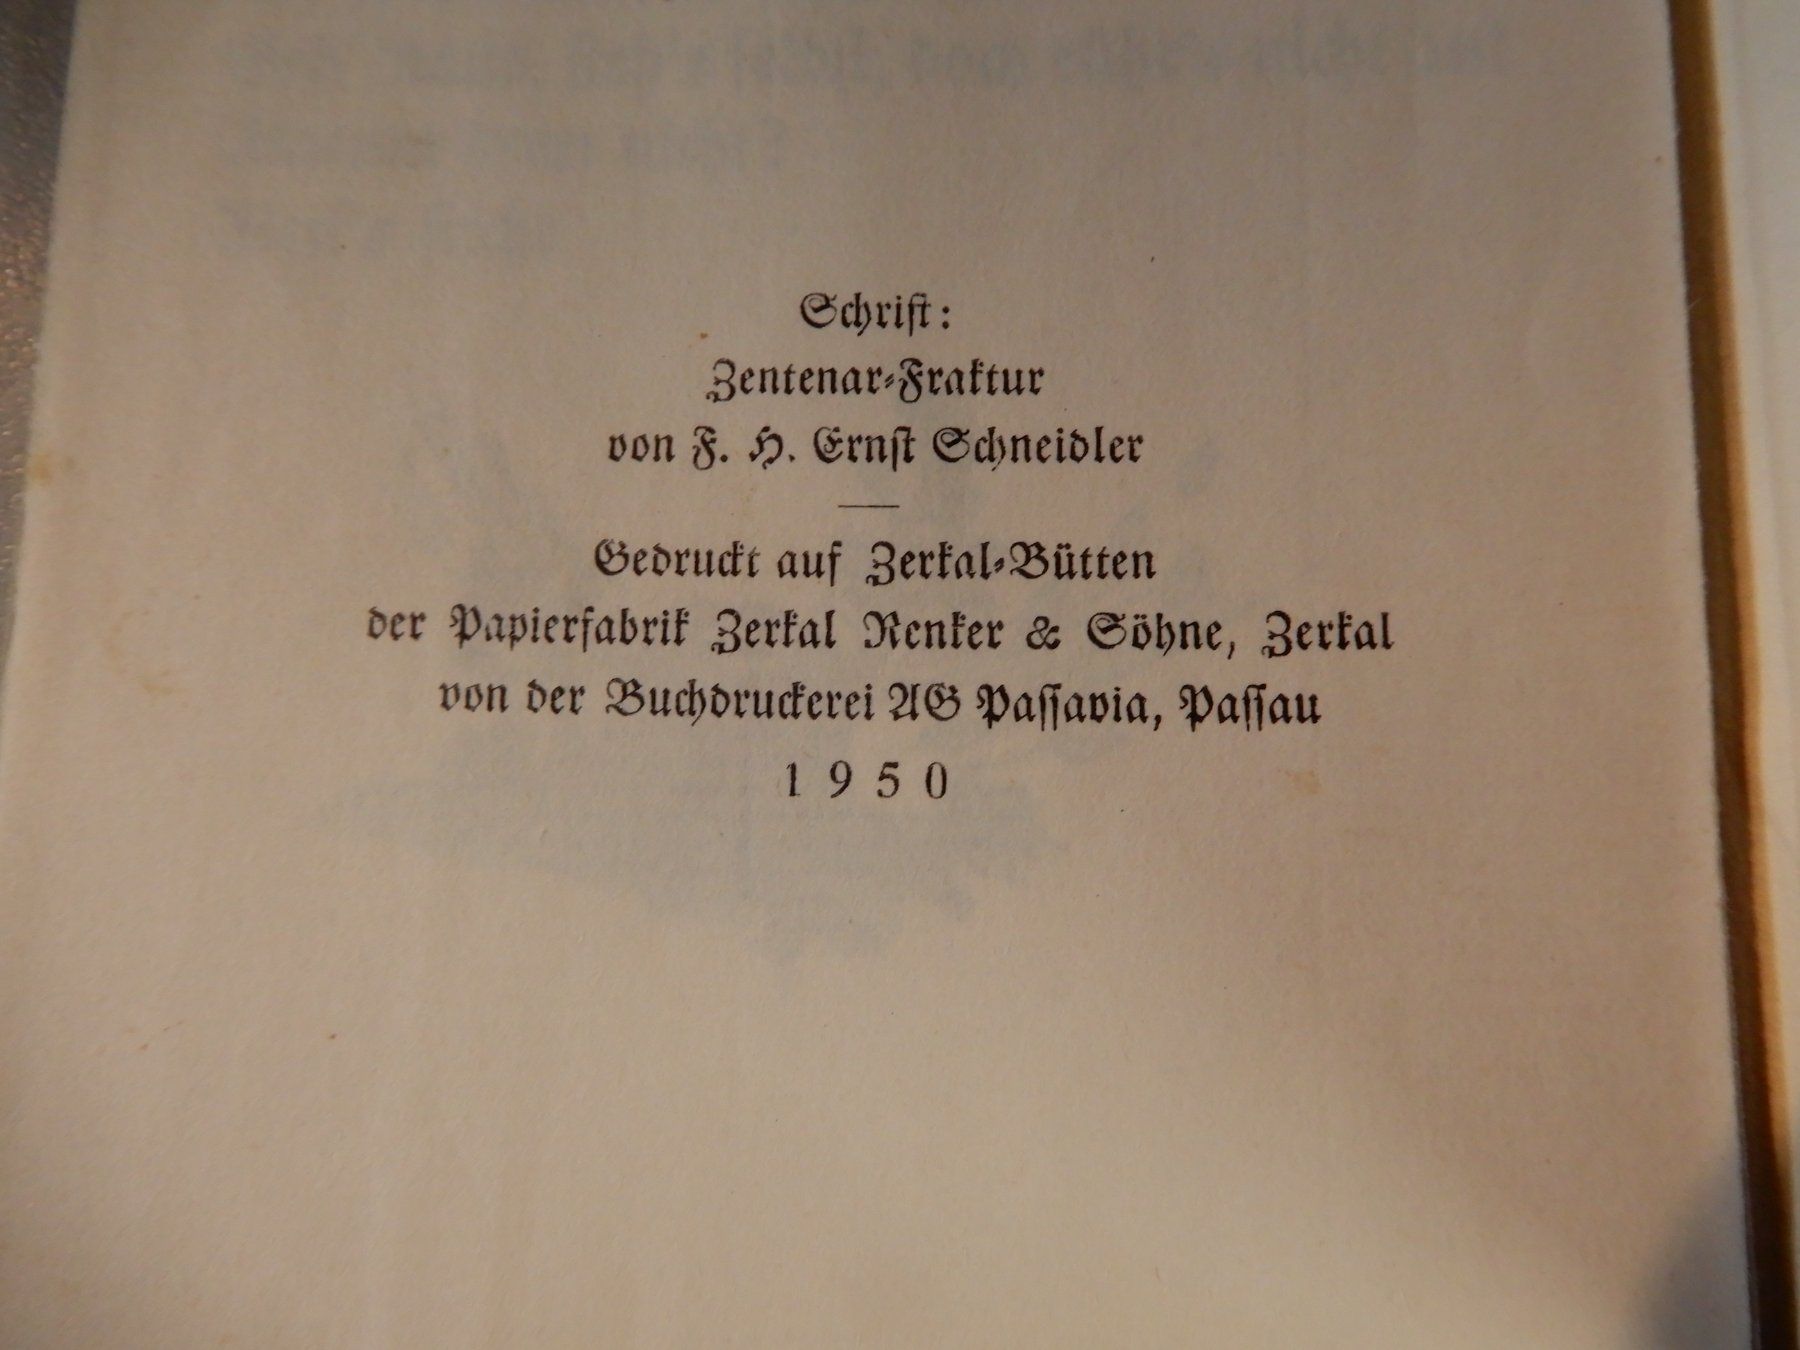 Schrift:
Zentenar-Fraktur
von F. H. Ernst Schneidler
Gedruckt auf Zerkal-Bütten
der Papierfabrik Zerkal Renker & Söhne, Zerkal
von der Buchdruckerei AG Passavia, Passau
1950